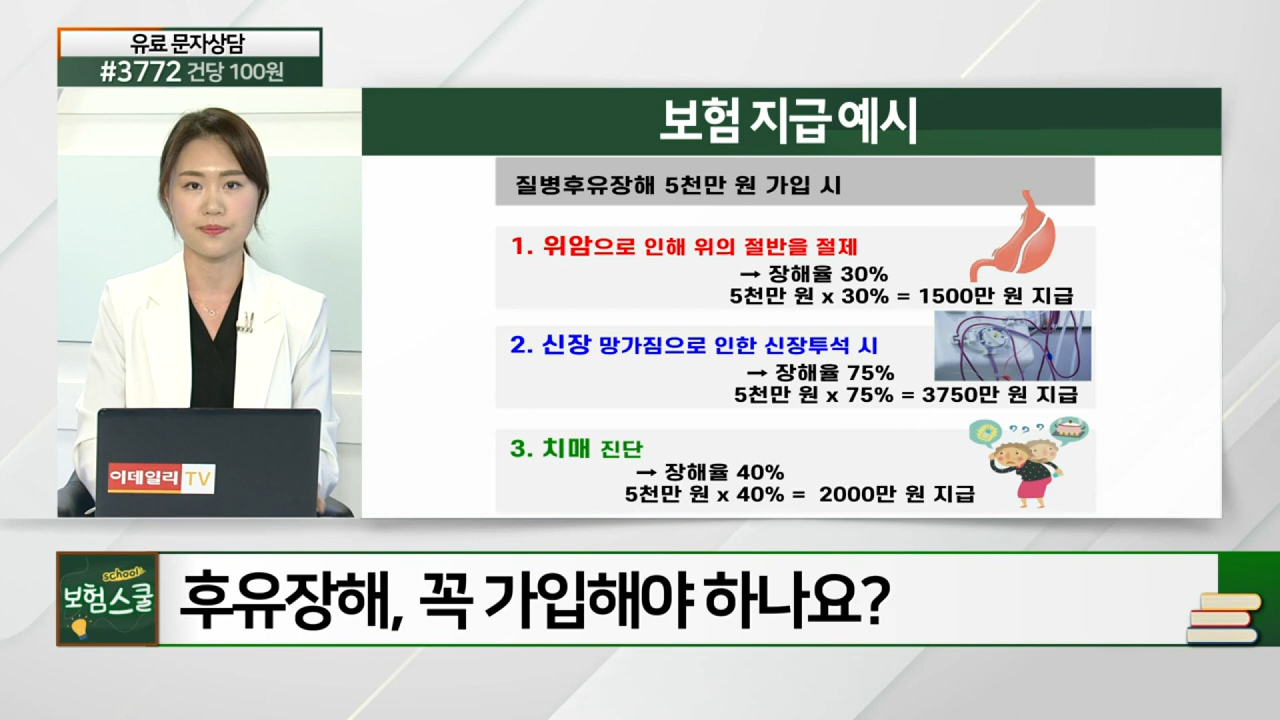 유료 문자상담
#3772 건당 100원
보험 지급 예시
질병후유장해 5천만 원 가입 시
1. 위암으로 인해 위의 절반을 절제
→ 장해율 30%
5천만 원 x 30% = 1500만 원 지급
2. 신장 망가짐으로 인한 신장투석 시
→ 장해율 75%
5천만 원 x 75% = 3750만 원 지급
3. 치매 진단
→ 장해율 40%
5천만 원 x 40% = 2000만 원 지급
? ? ?
이데일리 TV
school
보험스쿨
후유장해, 꼭 가입해야 하나요?